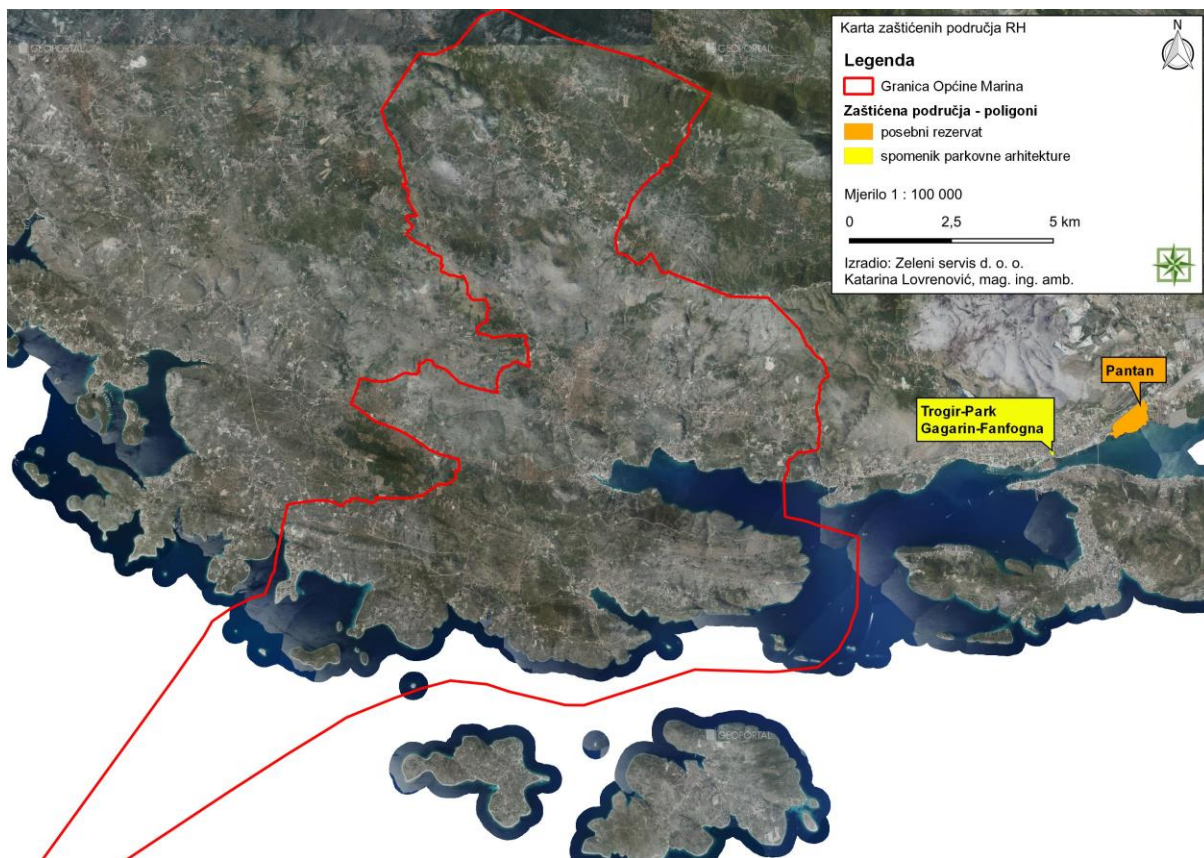 GEOPORTAL
GEOPORTAL
Karta zaštićenih područja RH
N
Legenda
Granica Općine Marina
Zaštićena područja - poligoni
posebni rezervat
spomenik parkovne arhitekture
Mjerilo 1 : 100 000
0 2,5 5 km
Izradio: Zeleni servis d. o. o.
Katarina Lovrenović, mag. ing. amb.
Pantan
Trogir-Park
Gagarin-Fanfogna
GEOPORTAL